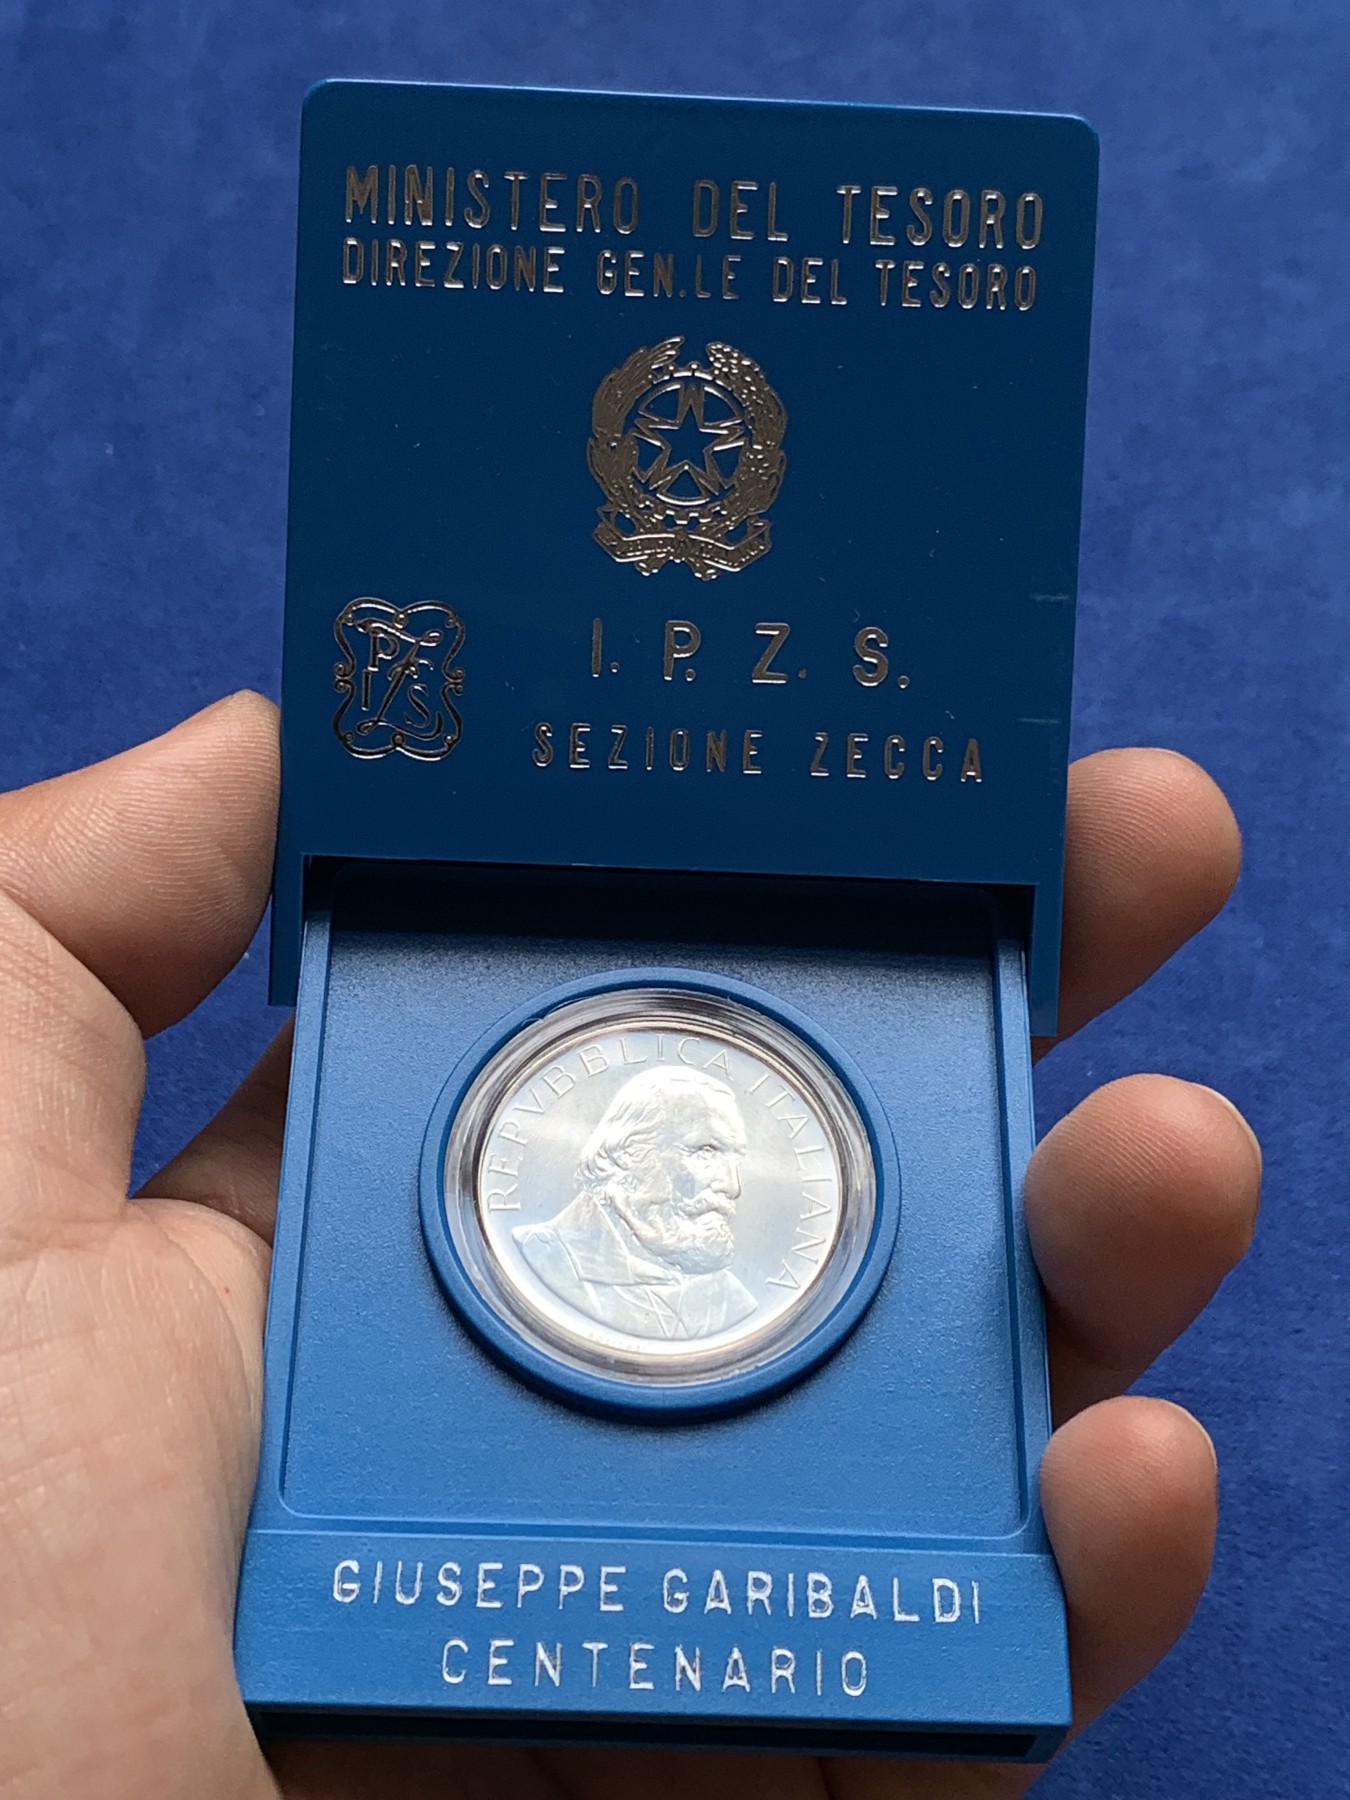 MINISTERO DEL TESORO
DIREZIONE GEN.LE DEL TESORO
I. P. Z. S.
SEZIONE ZECCA
REPVBBLICA ITALIANA
GIUSEPPE GARIBALDI
CENTENARIO